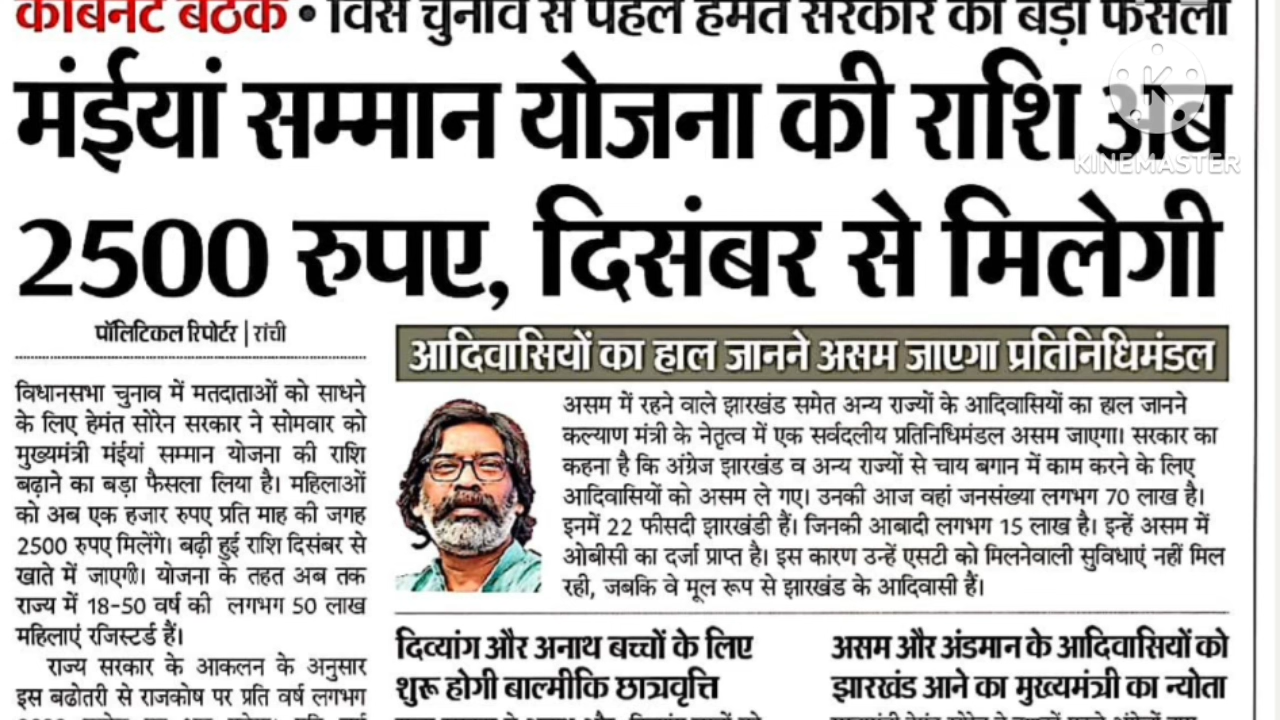 कैबिनेट बैठक • विस चुनाव से पहले हेमंत सरकार का बड़ा फैसला
मंईयां सम्मान योजना की राशि अब
2500 रुपए, दिसंबर से मिलेगी
KINEMASTER
पॉलिटिकल रिपोर्टर | रांची
विधानसभा चुनाव में मतदाताओं को साधने
के लिए हेमंत सोरेन सरकार ने सोमवार को
मुख्यमंत्री मंईयां सम्मान योजना की राशि
बढ़ाने का बड़ा फैसला लिया है। महिलाओं
को अब एक हजार रुपए प्रति माह की जगह
2500 रुपए मिलेंगे। बढ़ी हुई राशि दिसंबर से
खाते में जाएगी। योजना के तहत अब तक
राज्य में 18-50 वर्ष की लगभग 50 लाख
महिलाएं रजिस्टर्ड हैं।
राज्य सरकार के आकलन के अनुसार
इस बढोतरी से राजकोष पर प्रति वर्ष लगभग
आदिवासियों का हाल जानने असम जाएगा प्रतिनिधिमंडल
असम में रहने वाले झारखंड समेत अन्य राज्यों के आदिवासियों का हाल जानने
कल्याण मंत्री के नेतृत्व में एक सर्वदलीय प्रतिनिधिमंडल असम जाएगा। सरकार का
कहना है कि अंग्रेज झारखंड व अन्य राज्यों से चाय बगान में काम करने के लिए
आदिवासियों को असम ले गए। उनकी आज वहां जनसंख्या लगभग 70 लाख है।
इनमें 22 फीसदी झारखंडी हैं। जिनकी आबादी लगभग 15 लाख है। इन्हें असम में
ओबीसी का दर्जा प्राप्त है। इस कारण उन्हें एसटी को मिलनेवाली सुविधाएं नहीं मिल
रही, जबकि वे मूल रूप से झारखंड के आदिवासी हैं।
दिव्यांग और अनाथ बच्चों के लिए
शुरू होगी बाल्मीकि छात्रवृत्ति
असम और अंडमान के आदिवासियों को
झारखंड आने का मुख्यमंत्री का न्योता